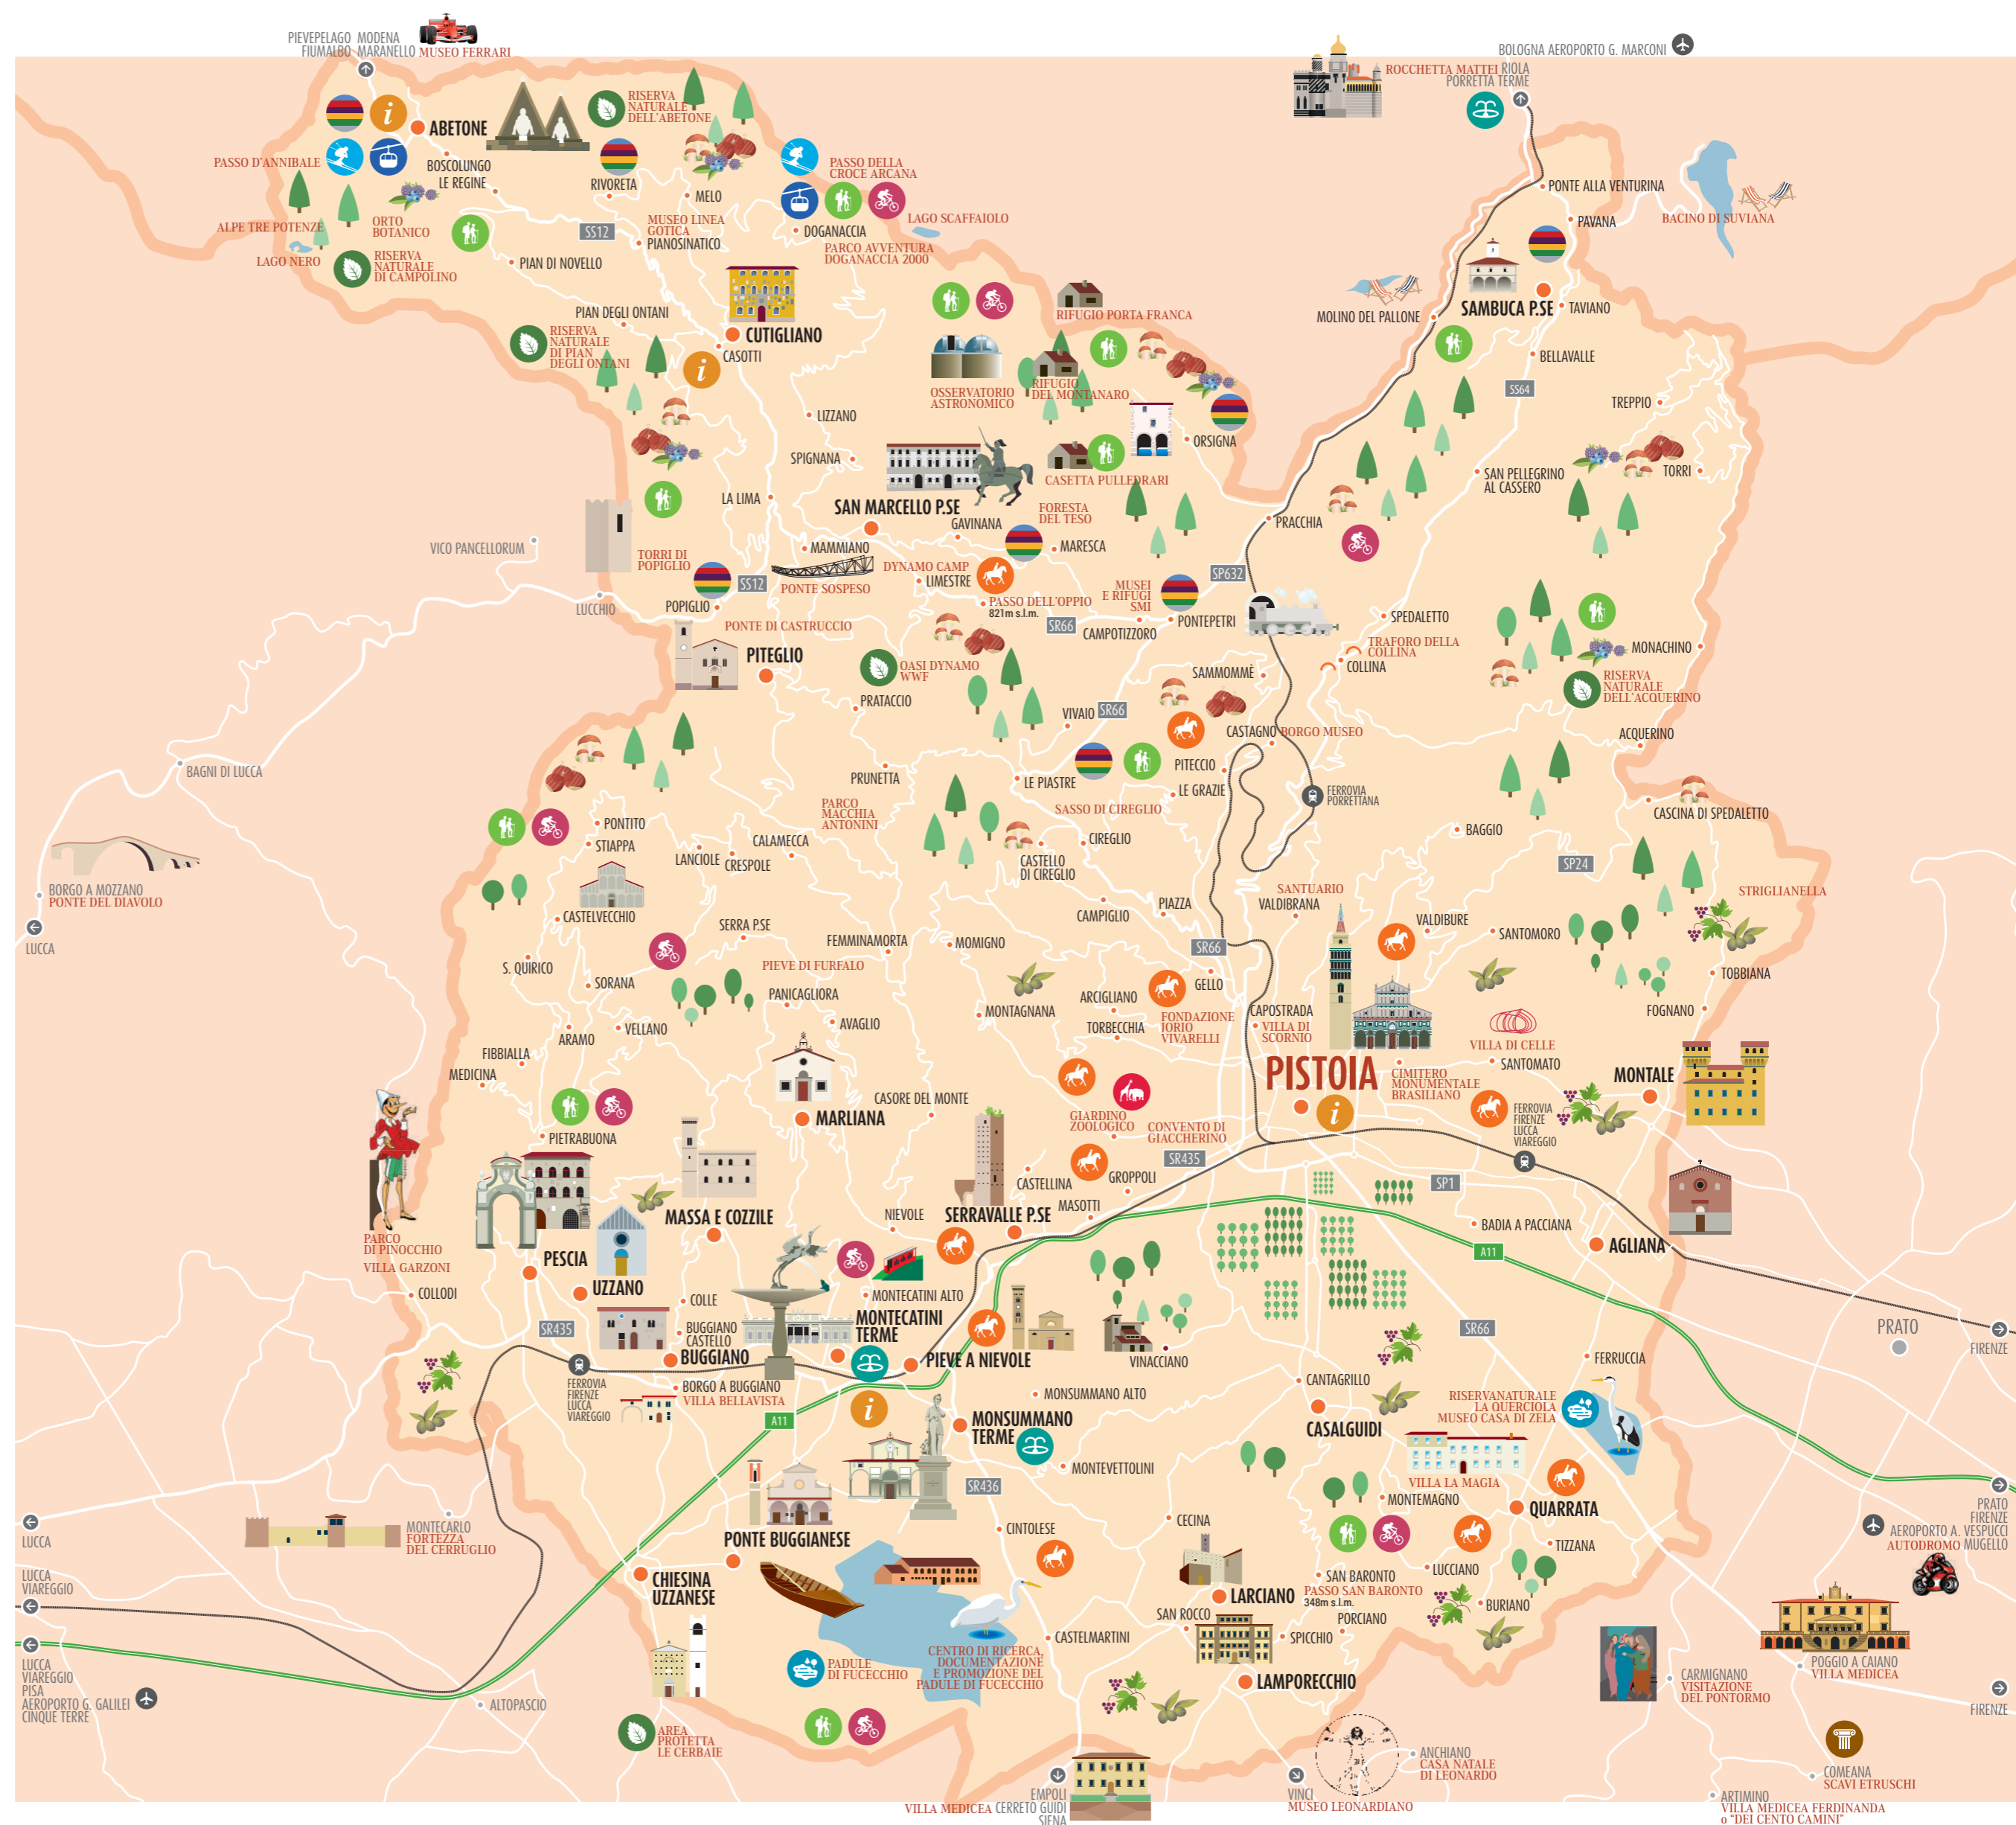 PIEVEPELAGO MODENA
FIUMALBO MARANELLO MUSEO FERRARI
BOLOGNA AEROPORTO G. MARCONI
ROCCHETTA MATTEI RIOLA
PORRETTA TERME
ABETONE
RISERVA
NATURALE
DELL'ABETONE
PASSO D'ANNIBALE
BOSCOLUNGO
LE REGINE
RIVORETA
MELO
PASSO DELLA
CROCE ARCANA
LAGO SCAFFAIOLO
DOGANACCIA
PARCO AVVENTURA
DOGANACCIA 2000
ALPE TRE POTENZE
ORTO
BOTANICO
LAGO NERO
RISERVA
NATURALE
DI CAMPOLINO
SS12
MUSEO LINEA
GOTICA
PIANOSINATICO
PIAN DI NOVELLO
PONTE ALLA VENTURINA
PAVANA
BACINO DI SUVIANA
PIAN DEGLI ONTANI
RISERVA
NATURALE
DI PIAN
DEGLI ONTANI
CUTIGLIANO
CASOTTI
RIFUGIO PORTA FRANCA
MOLINO DEL PALLONE
SAMBUCA P.SE
TAVIANO
BELLAVALLE
SS64
OSSERVATORIO
ASTRONOMICO
RIFUGIO
DEL MONTANARO
LIZZANO
SPIGNANA
ORSIGNA
CASETTA PULLEDRARI
TREPPIO
TORRI
SAN PELLEGRINO
AL CASSERO
LA LIMA
SAN MARCELLO P.SE
GAVINANA
FORESTA
DEL TESO
MARESCA
PRACCHIA
VICO PANCELLORUM
TORRI DI
POPIGLIO
MAMMIANO
PONTE SOSPESO
DYNAMO CAMP
LIMESTRE
PASSO DELL'OPPIO
821m s.l.m.
MUSEI
E RIFUGI
SMI
SP632
LUCCHIO
POPIGLIO
SS12
SR66
CAMPOTIZZORO
PONTEPETRI
SPEDALETTO
PONTE DI CASTRUCCIO
PITEGLIO
TRAFORO DELLA
COLLINA
COLLINA
MONACHINO
OASI DYNAMO
WWF
SAMMOMMÈ
RISERVA
NATURALE
DELL'ACQUERINO
PRATACCIO
VIVAIO
SR66
CASTAGNO BORGO MUSEO
ACQUERINO
BAGNI DI LUCCA
PRUNETTA
LE PIASTRE
PITECCIO
LE GRAZIE
FERROVIA
PORRETTANA
SASSO DI CIREGLIO
PARCO
MACCHIA
ANTONINI
CASCINA DI SPEDALETTO
PONTITO
STIAPPA
LANCIOLE
CRESPOLE
CALAMECCA
CIREGLIO
CASTELLO
DI CIREGLIO
BAGGIO
SP24
BORGO A MOZZANO
PONTE DEL DIAVOLO
LUCCA
STRIGLIANELLA
SANTUARIO
VALDIBRANA
CASTELVECCHIO
SERRA P.SE
CAMPIGLIO
PIAZZA
VALDIBURE
SANTOMORO
FEMMINAMORTA
MOMIGNO
SR66
PIEVE DI FURFALO
S. QUIRICO
SORANA
TOBBIANA
PANICAGLIORA
GELLO
ARCIGLIANO
MONTAGNANA
FOGNANO
AVAGLIO
VELLANO
TORBECCHIA
FONDAZIONE
JORIO
VIVARELLI
CAPOSTRADA
VILLA DI
SCORNIO
ARAMO
FIBBIALLA
MEDICINA
VILLA DI CELLE
SANTOMATO
PISTOIA
CIMITERO
MONUMENTALE
BRASILIANO
MONTALE
MARLIANA
CASORE DEL MONTE
GIARDINO
ZOOLOGICO
CONVENTO DI
GIACCHERINO
FERROVIA
FIRENZE
LUCCA
VIAREGGIO
PIETRABUONA
SR435
CASTELLINA
GROPPOLI
SP1
MASSA E COZZILE
NIEVOLE
SERRAVALLE P.SE
MASOTTI
BADIA A PACCIANA
AGLIANA
A11
PARCO
DI PINOCCHIO
VILLA GARZONI
PESCIA
UZZANO
COLLODI
COLLE
MONTECATINI ALTO
SR435
BUGGIANO
CASTELLO
BUGGIANO
MONTECATINI
TERME
PIEVE A NIEVOLE
VINACCIANO
SR66
PRATO
FIRENZE
FERRUCCIA
FERROVIA
FIRENZE
LUCCA
VIAREGGIO
BORGO A BUGGIANO
VILLA BELLAVISTA
A11
MONSUMMANO ALTO
CANTAGRILLO
RISERVANATURALE
LA QUERCIOLA
MUSEO CASA DI ZELA
MONSUMMANO
TERME
CASALGUIDI
MONTEVETTOLINI
SR436
VILLA LA MAGIA
MONTEMAGNO
QUARRATA
PRATO
FIRENZE
AEROPORTO A. VESPUCCI
AUTODROMO MUGELLO
LUCCA
MONTECARLO
FORTEZZA
DEL CERRUGLIO
PONTE BUGGIANESE
CINTOLESE
CECINA
TIZZANA
LUCCA
VIAREGGIO
CHIESINA
UZZANESE
LARCIANO
SAN BARONTO
PASSO SAN BARONTO
348m s.l.m.
LUCCIANO
BURIANO
SAN ROCCO
PORCIANO
SPICCHIO
CASTELMARTINI
PADULE
DI FUCECCHIO
CENTRO DI RICERCA,
DOCUMENTAZIONE
E PROMOZIONE DEL
PADULE DI FUCECCHIO
LAMPORECCHIO
POGGIO A CAIANO
VILLA MEDICEA
CARMIGNANO
VISITAZIONE
DEL PONTORMO
FIRENZE
LUCCA
VIAREGGIO
PISA
AEROPORTO G. GALILEI
CINQUE TERRE
ALTOPASCIO
AREA
PROTETTA
LE CERBAIE
ANCHIANO
CASA NATALE
DI LEONARDO
COMEANA
SCAVI ETRUSCHI
EMPOLI
VILLA MEDICEA CERRETO GUIDI
SIENA
VINCI
MUSEO LEONARDIANO
ARTIMINO
VILLA MEDICEA FERDINANDA
o "DEI CENTO CAMINI"